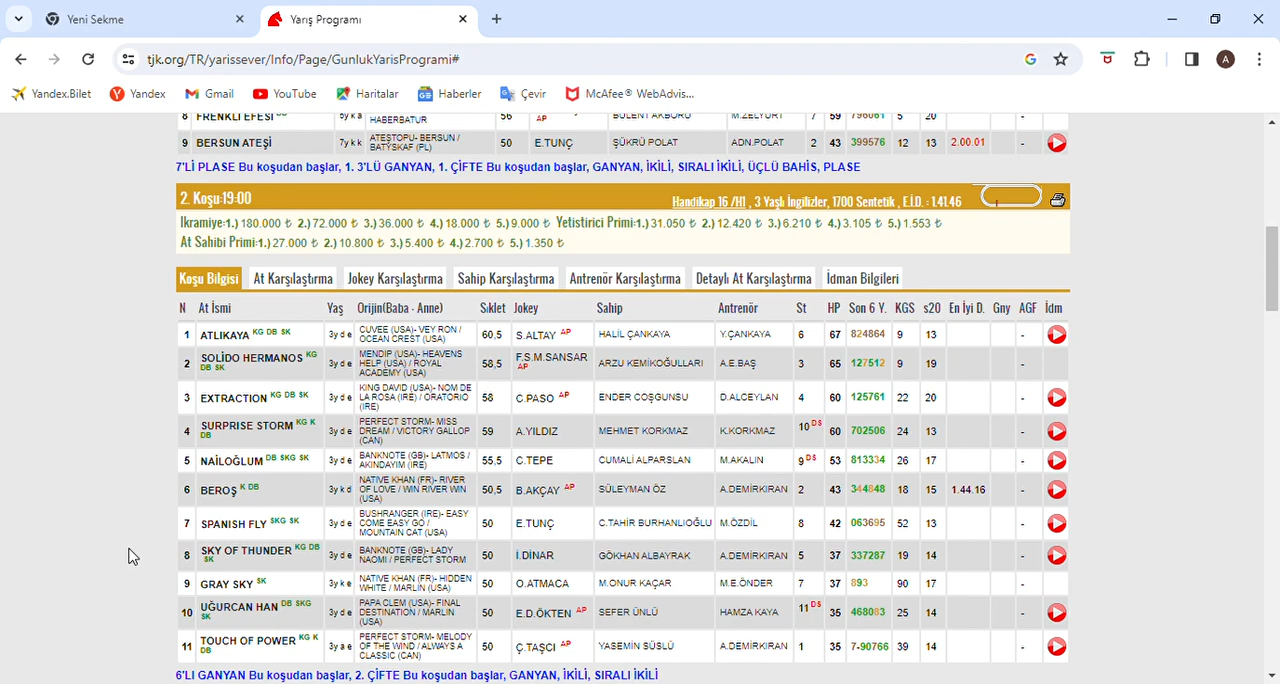 Yeni Sekme
Yarış Programı
tjk.org/TR/yarissever/Info/Page/GunlukYarisProgrami#
A
Yandex.Bilet Yandex Gmail YouTube Haritalar Haberler Çevir McAfee® WebAdvis...
8 FRENKLİ EFESİ 5y k a HABERBATUR 56 AP BÜLENT AKBORU M.ZELYURT 7 59 796061 5 20 -
9 BERSUN ATEŞİ 7y k k ATEŞTOPU- BERSUN / BATYSKAF (PL) 50 E.TUNÇ ŞÜKRÜ POLAT ADN.POLAT 2 43 399576 12 13 2.00.01 -
7'Lİ PLASE Bu koşudan başlar, 1. 3'LÜ GANYAN, 1. ÇİFTE Bu koşudan başlar, GANYAN, İKİLİ, SIRALI İKİLİ, ÜÇLÜ BAHİS, PLASE
2. Koşu:19:00 Handikap 16 /H1 , 3 Yaşlı İngilizler, 1700 Sentetik , E.İ.D. : 1.41.46
Ikramiye:1.) 180.000 ₺ 2.) 72.000 ₺ 3.) 36.000 ₺ 4.) 18.000 ₺ 5.) 9.000 ₺ Yetistirici Primi:1.) 31.050 ₺ 2.) 12.420 ₺ 3.) 6.210 ₺ 4.) 3.105 ₺ 5.) 1.553 ₺
At Sahibi Primi:1.) 27.000 ₺ 2.) 10.800 ₺ 3.) 5.400 ₺ 4.) 2.700 ₺ 5.) 1.350 ₺
Koşu Bilgisi At Karşılaştırma Jokey Karşılaştırma Sahip Karşılaştırma Antrenör Karşılaştırma Detaylı At Karşılaştırma İdman Bilgileri
N At İsmi Yaş Orijin(Baba - Anne) Sıklet Jokey Sahip Antrenör St HP Son 6 Y. KGS s20 En İyi D. Gny AGF İdm
1 ATLIKAYA KG DB SK 3y d e CUVEE (USA)- VEY RON / OCEAN CREST (USA) 60,5 S.ALTAY AP HALİL ÇANKAYA Y.ÇANKAYA 6 67 824864 9 13 -
2 SOLİDO HERMANOS KG DB SK 3y d e MENDIP (USA)- HEAVENS HELP (USA) / ROYAL ACADEMY (USA) 58,5 F.S.M.SANSAR AP ARZU KEMİKOĞULLARI A.E.BAŞ 3 65 127512 9 19 -
3 EXTRACTION KG DB SK 3y d e KING DAVID (USA)- NOM DE LA ROSA (IRE) / ORATORIO (IRE) 58 C.PASO AP ENDER COŞGUNSU D.ALCEYLAN 4 60 125761 22 20 -
4 SURPRISE STORM KG K DB 3y d e PERFECT STORM- MISS DREAM / VICTORY GALLOP (CAN) 59 A.YILDIZ MEHMET KORKMAZ K.KORKMAZ 10 DS 60 702506 24 13 -
5 NAİLOĞLUM DB SKG SK 3y d e BANKNOTE (GB)- LATMOS / AKINDAYIM (IRE) 55,5 C.TEPE CUMALİ ALPARSLAN M.AKALIN 9 DS 53 813334 26 17 -
6 BEROŞ K DB 3y k d NATIVE KHAN (FR)- RIVER OF LOVE / WIN RIVER WIN (USA) 50,5 B.AKÇAY AP SÜLEYMAN ÖZ A.DEMİRKIRAN 2 43 344848 18 15 1.44.16 -
7 SPANISH FLY SKG SK 3y d e BUSHRANGER (IRE)- EASY COME EASY GO / MOUNTAIN CAT (USA) 50 E.TUNÇ C.TAHİR BURHANLIOĞLU M.ÖZDİL 8 42 063695 52 13 -
8 SKY OF THUNDER KG DB SK 3y d e BANKNOTE (GB)- LADY NAOMI / PERFECT STORM 50 İ.DİNAR GÖKHAN ALBAYRAK A.DEMİRKIRAN 5 37 337287 19 14 -
9 GRAY SKY SK 3y k e NATIVE KHAN (FR)- HIDDEN WHITE / MARLIN (USA) 50 O.ATMACA M.ONUR KAÇAR M.E.ÖNDER 7 37 893 90 17 -
10 UĞURCAN HAN DB SKG SK 3y d e PAPA CLEM (USA)- FINAL DESTINATION / MARLIN (USA) 50 E.D.ÖKTEN AP SEFER ÜNLÜ HAMZA KAYA 11 DS 35 468083 25 14 -
11 TOUCH OF POWER KG K DB 3y a e PERFECT STORM- MELODY OF THE WIND / ALWAYS A CLASSIC (CAN) 50 Ç.TAŞCI AP YASEMİN SÜSLÜ A.DEMİRKIRAN 1 35 7-90766 39 14 -
6'LI GANYAN Bu koşudan başlar, 2. ÇİFTE Bu koşudan başlar, GANYAN, İKİLİ, SIRALI İKİLİ